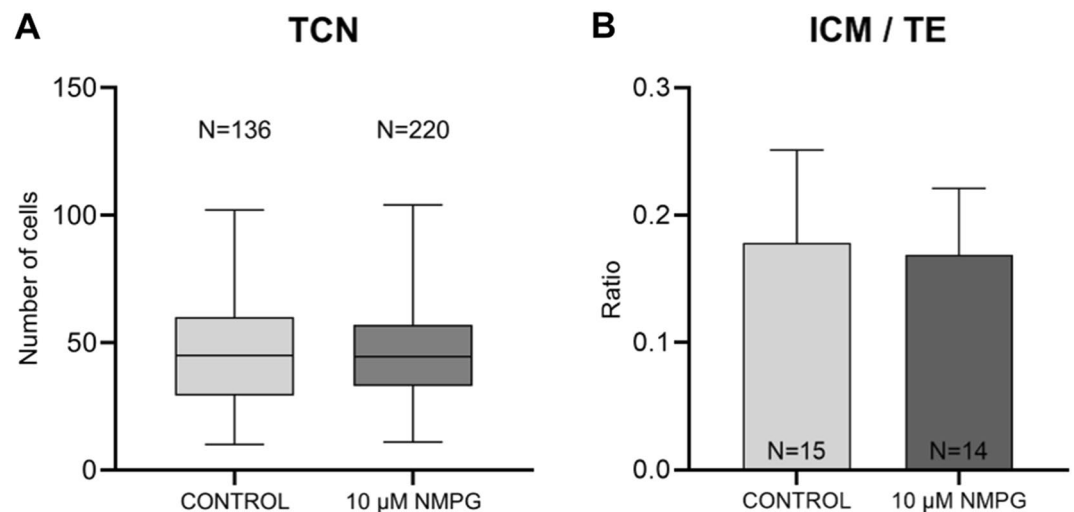 A
TCN
Number of cells
150
100
50
0
N=136
N=220
CONTROL
10 µM NMPG
B
ICM / TE
Ratio
0.3
0.2
0.1
0.0
N=15
N=14
CONTROL
10 µM NMPG